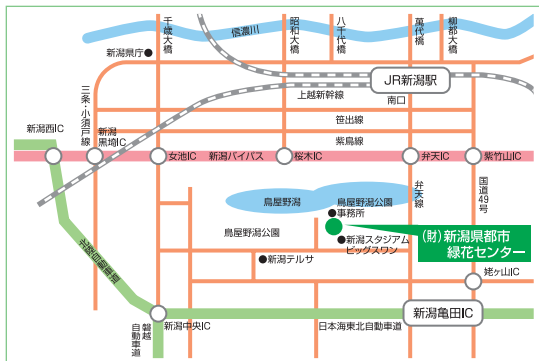 千歳大橋
信濃川
昭和大橋
八千代橋
萬代橋
柳都大橋
新潟県庁
JR新潟駅
南口
上越新幹線
三条・小須戸線
笹出線
紫鳥線
新潟西IC
新潟
黒埼IC
女池IC
新潟バイパス
桜木IC
弁天IC
紫竹山IC
弁天線
国道49号
鳥屋野潟
鳥屋野潟公園
事務所
鳥屋野潟公園
新潟スタジアム
ビッグスワン
(財)新潟県都市
緑花センター
新潟テルサ
姥ヶ山IC
北陸自動車道
新潟中央IC
磐越
自動車道
日本海東北自動車道
新潟亀田IC